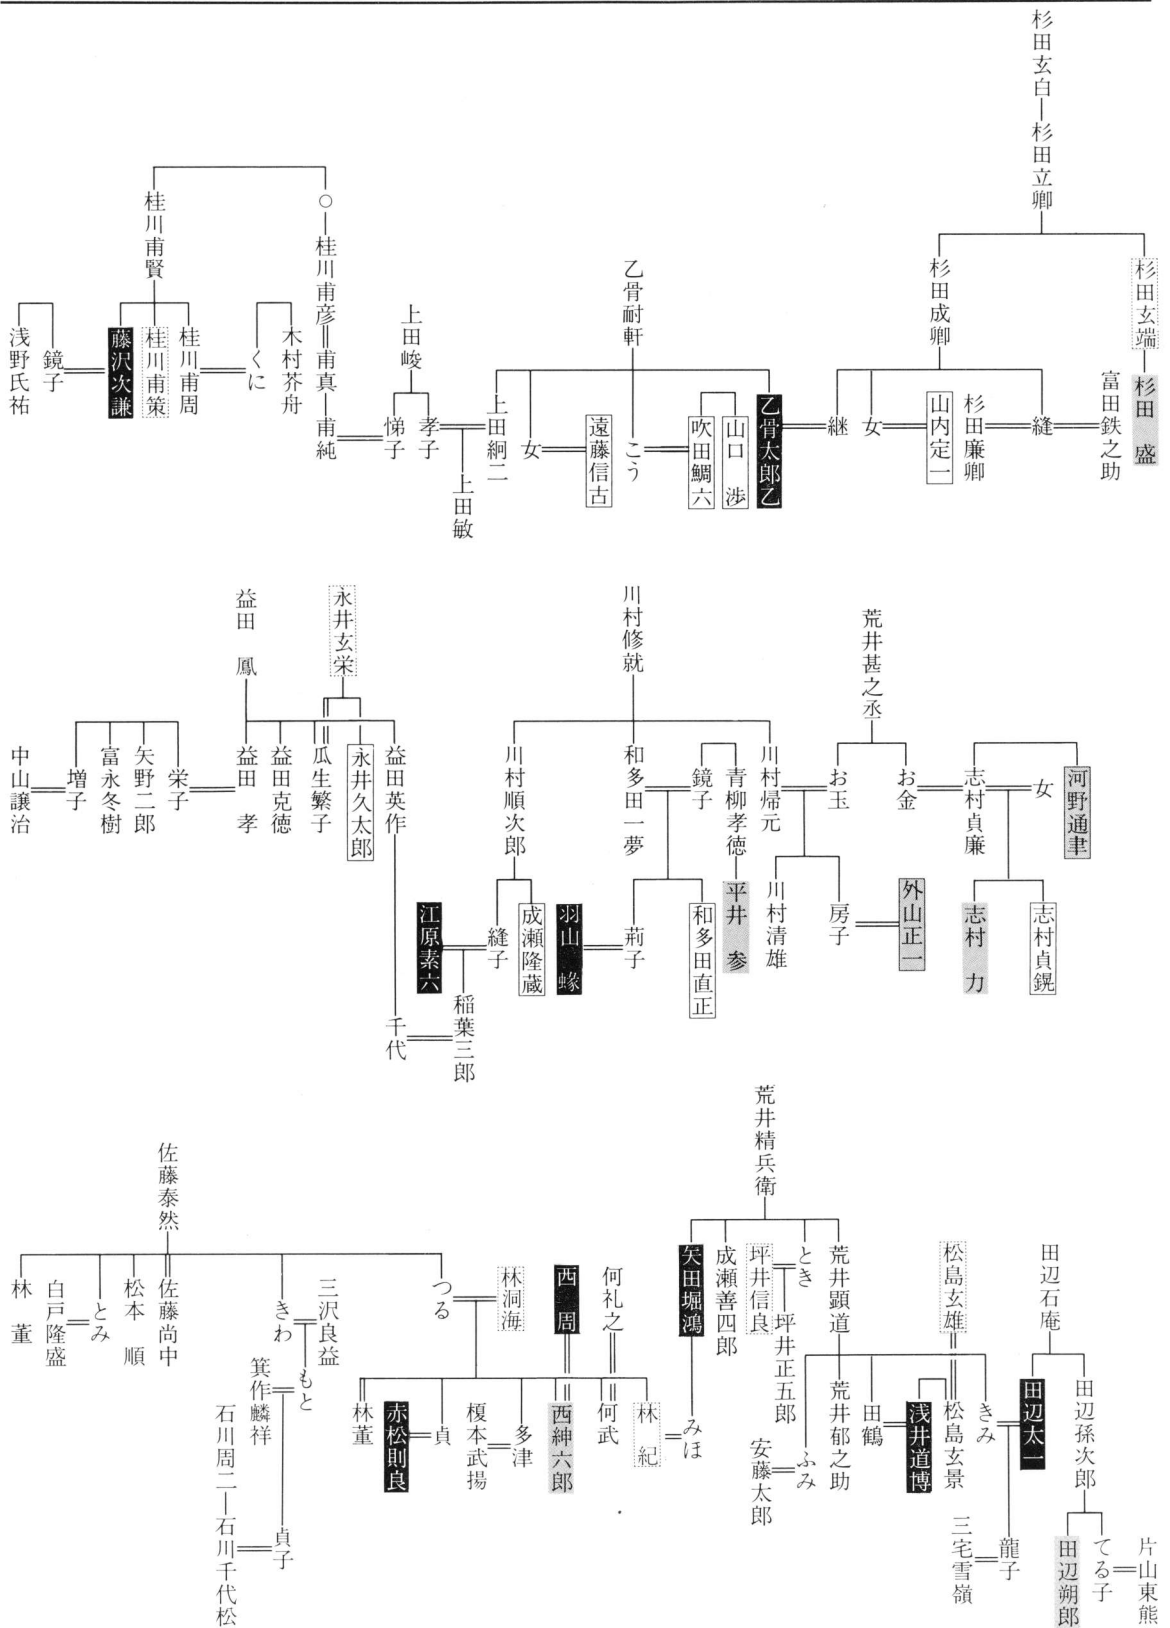 杉田玄白
杉田立卿
杉田玄端
杉田　盛
富田鉄之助
縫
杉田廉卿
杉田成卿
山内定一
女
継
乙骨太郎乙
乙骨耐軒
山口　渉
吹田鯛六
こう
遠藤信古
女
上田絅二
上田敏
上田峻
孝子
悌子
○
桂川甫彦
甫真
甫純
桂川甫賢
木村芥舟
くに
桂川甫周
桂川甫策
藤沢次謙
鏡子
浅野氏祐
河野通聿
女
志村貞廉
志村貞鎤
志村　力
荒井甚之丞
お金
お玉
外山正一
房子
川村清雄
川村修就
川村帰元
青柳孝徳
平井　参
鏡子
和多田一夢
和多田直正
荊子
羽山　蟓
川村順次郎
成瀬隆蔵
縫子
江原素六
稲葉三郎
千代
永井玄栄
益田　鳳
益田英作
永井久太郎
瓜生繁子
益田克徳
益田　孝
栄子
矢野二郎
富永冬樹
増子
中山譲治
片山東熊
てる子
田辺朔郎
田辺石庵
田辺孫次郎
田辺太一
龍子
三宅雪嶺
きみ
松島玄雄
松島玄景
浅井道博
田鶴
荒井精兵衛
荒井顕道
荒井郁之助
ふみ
安藤太郎
とき
坪井信良
坪井正五郎
成瀬善四郎
矢田堀鴻
みほ
林　紀
何礼之
何武
西　周
西紳六郎
林洞海
つる
多津
榎本武揚
貞
赤松則良
林董
佐藤泰然
三沢良益
きわ
もと
箕作麟祥
貞子
石川周二
石川千代松
佐藤尚中
松本　順
とみ
白戸隆盛
林　董